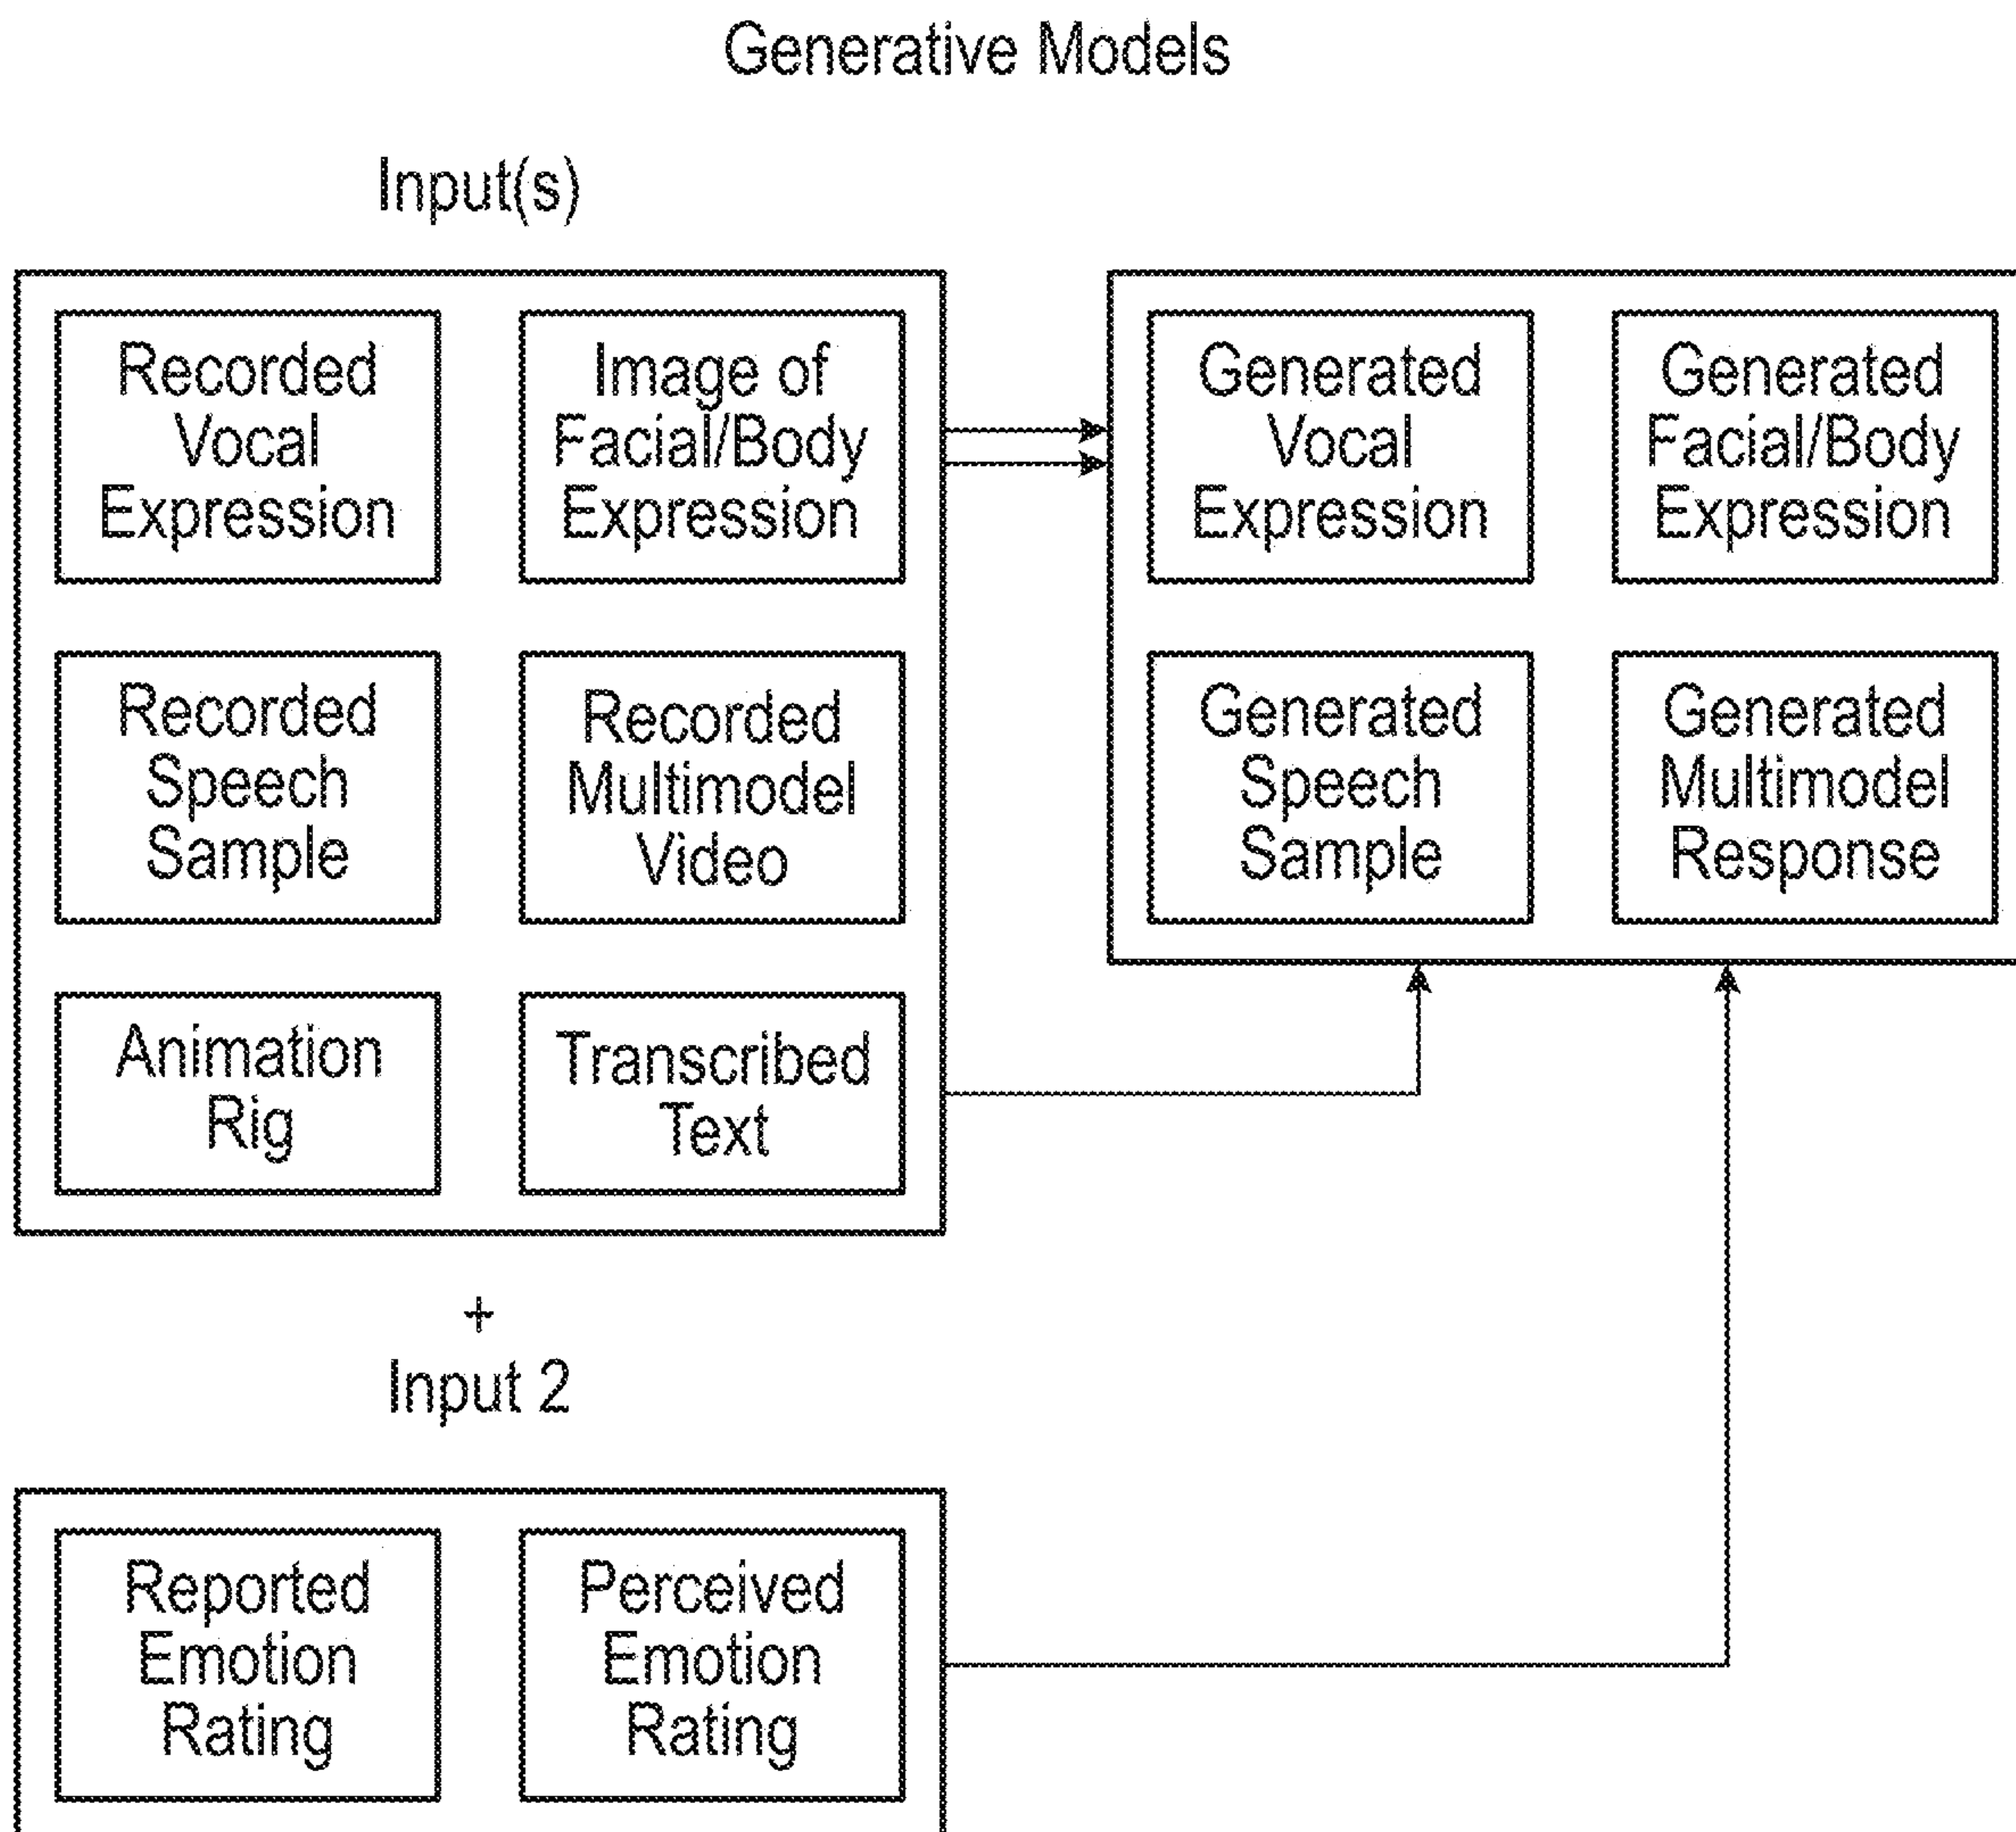 Generative Models
Input(s)
Recorded
Vocal
Expression
Image of
Facial/Body
Expression
Recorded
Speech
Sample
Recorded
Multimodel
Video
Animation
Rig
Transcribed
Text
Generated
Vocal
Expression
Generated
Facial/Body
Expression
Generated
Speech
Sample
Generated
Multimodel
Response
+
Input 2
Reported
Emotion
Rating
Perceived
Emotion
Rating